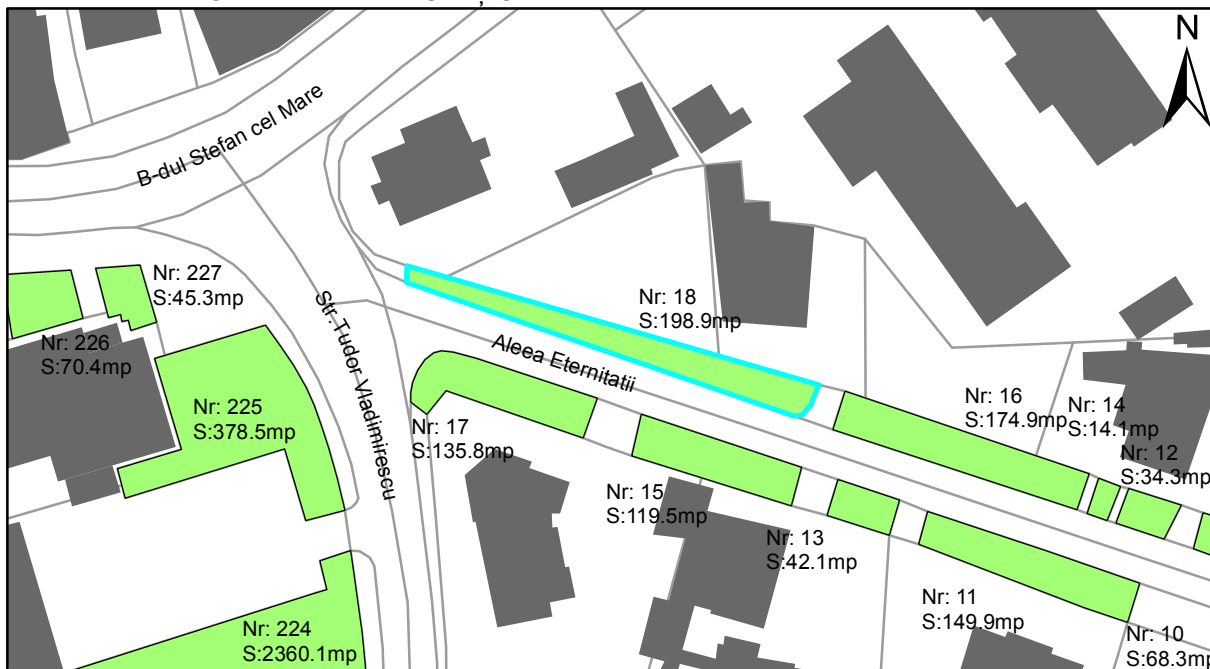 N
B-dul Stefan cel Mare
Nr: 227
S:45.3mp
Nr: 226
S:70.4mp
Str.Tudor Vladimirescu
Nr: 18
S:198.9mp
Aleea Eternitatii
Nr: 225
S:378.5mp
Nr: 17
S:135.8mp
Nr: 16
S:174.9mp
Nr: 14
S:14.1mp
Nr: 12
S:34.3mp
Nr: 15
S:119.5mp
Nr: 13
S:42.1mp
Nr: 11
S:149.9mp
Nr: 10
S:68.3mp
Nr: 224
S:2360.1mp